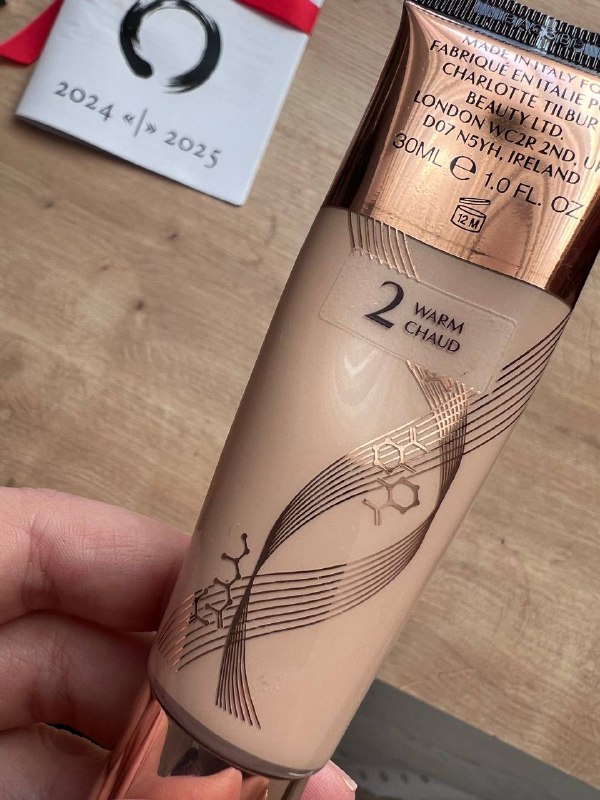 2024 «|» 2025
MADE IN ITALY FO
FABRIQUÉ EN ITALIE P
CHARLOTTE TILBUR
BEAUTY LTD.
LONDON WC2R 2ND, U
D07 N5YH, IRELAND
30ML ℮ 1.0 FL. OZ.
12 M
2 WARM
CHAUD